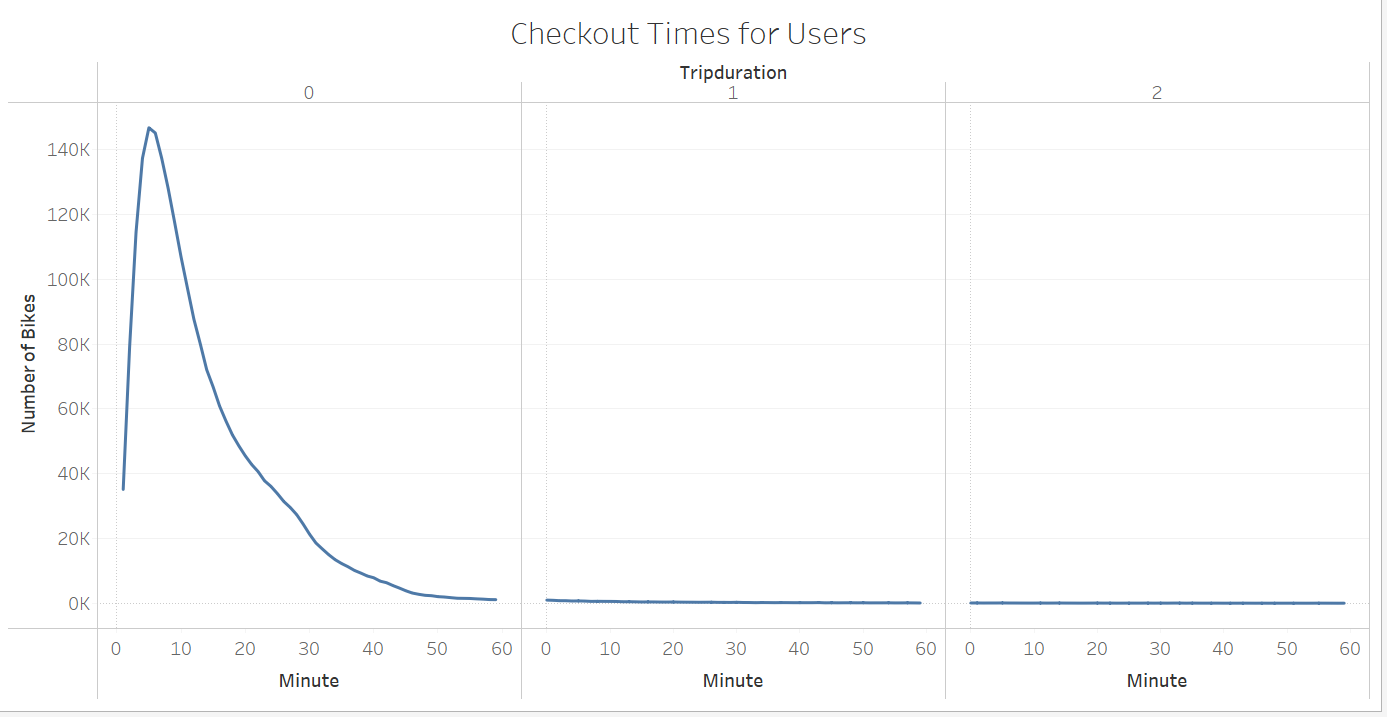 Checkout Times for Users
Tripduration
0 1 2
Number of Bikes
140K
120K
100K
80K
60K
40K
20K
0K
0 10 20 30 40 50 60 0 10 20 30 40 50 60 0 10 20 30 40 50 60
Minute Minute Minute